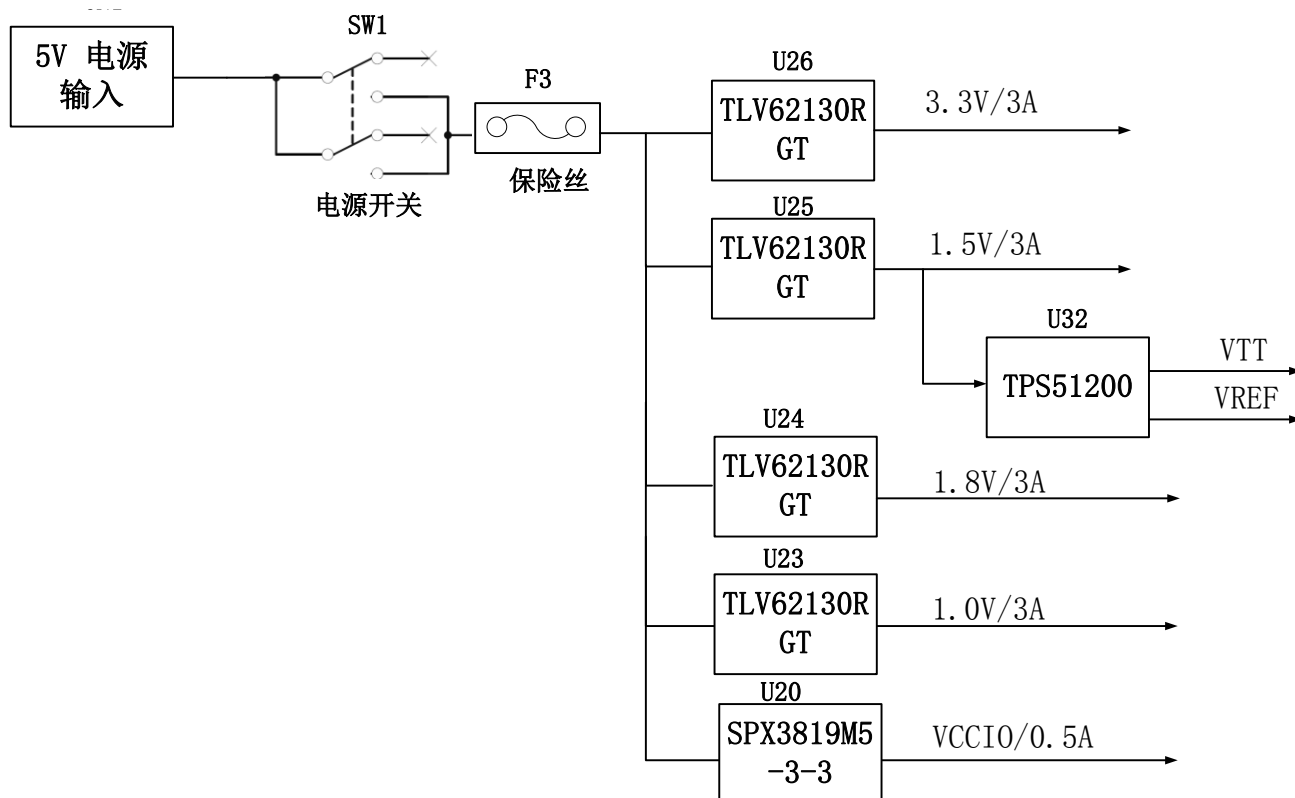 SW1
5V 电源
输入
F3
保险丝
电源开关
U26
TLV62130R
GT
3.3V/3A
U25
TLV62130R
GT
1.5V/3A
U32
TPS51200
VTT
VREF
U24
TLV62130R
GT
1.8V/3A
U23
TLV62130R
GT
1.0V/3A
U20
SPX3819M5
-3-3
VCCIO/0.5A